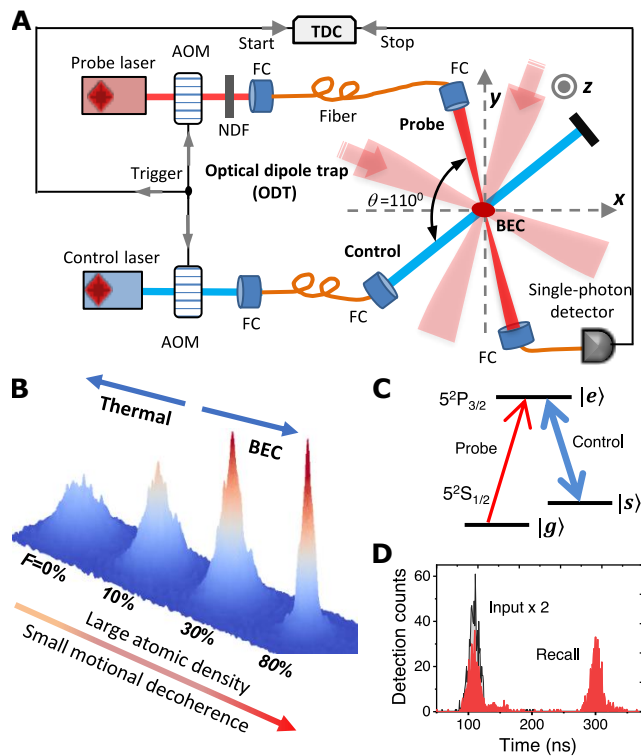 A
Probe laser
AOM
Start
TDC
Stop
FC
NDF
FC
Fiber
Probe
y
z
Trigger
Optical dipole trap
(ODT)
θ=110⁰
x
BEC
Control laser
Control
AOM
FC
FC
FC
Single-photon
detector
B
Thermal
BEC
F=0%
10%
30%
80%
Large atomic density
Small motional decoherence
C
5²P₃/₂
|e⟩
Probe
Control
5²S₁/₂
|s⟩
|g⟩
D
Detection counts
60
40
20
0
Input x 2
Recall
100
200
300
Time (ns)